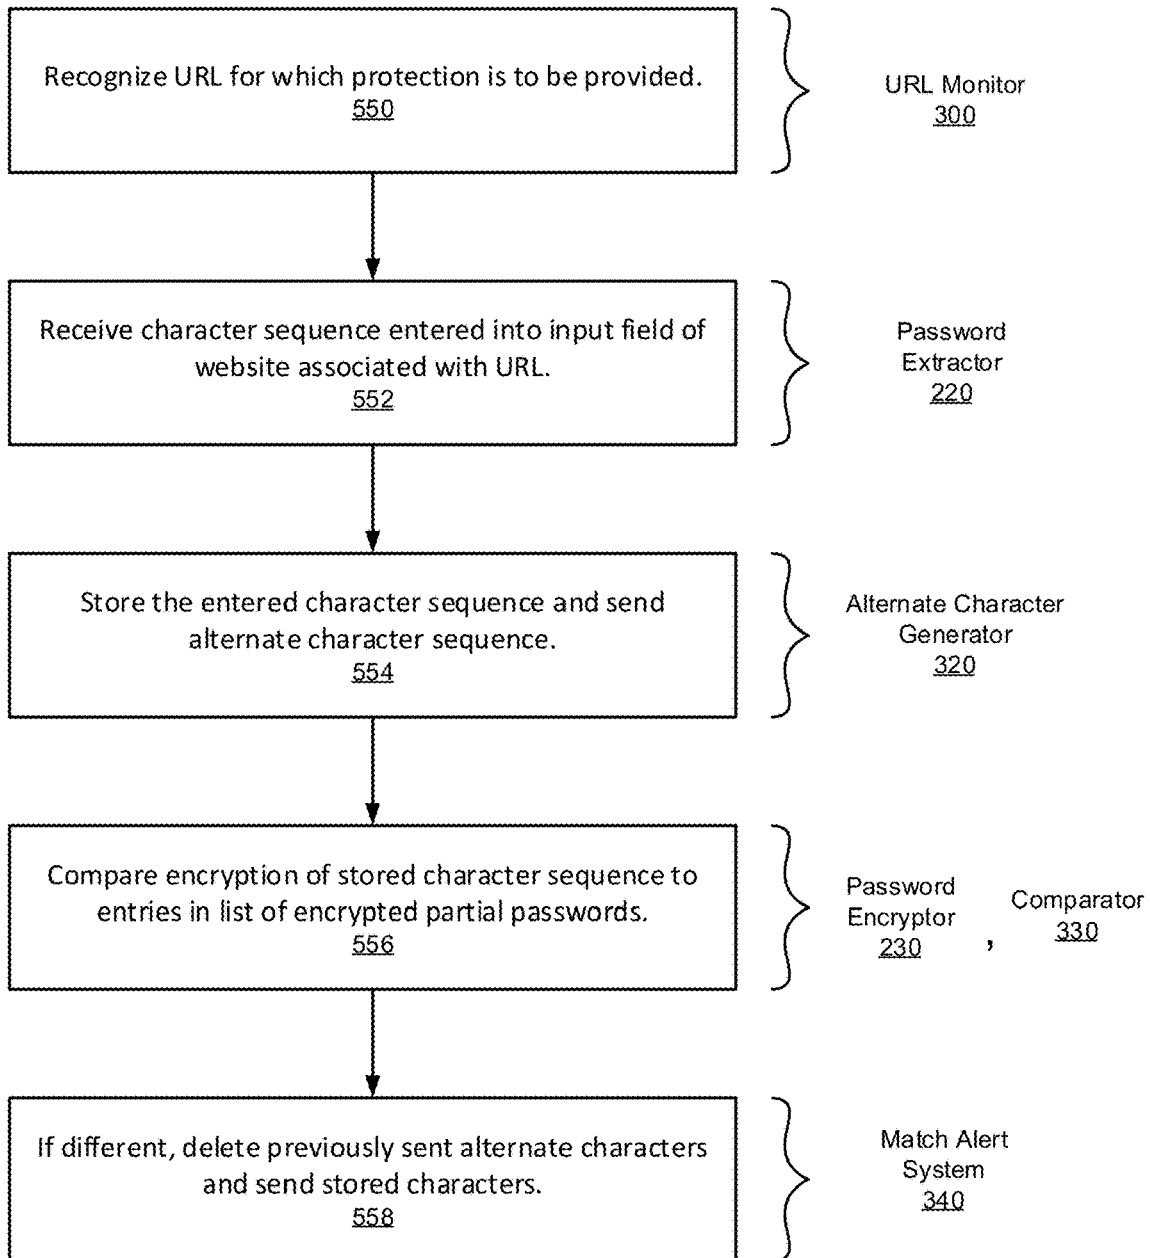 Recognize URL for which protection is to be provided.
550
URL Monitor
300
Receive character sequence entered into input field of
website associated with URL.
552
Password
Extractor
220
Store the entered character sequence and send
alternate character sequence.
554
Alternate Character
Generator
320
Compare encryption of stored character sequence to
entries in list of encrypted partial passwords.
556
Password
Encryptor
230
,
Comparator
330
If different, delete previously sent alternate characters
and send stored characters.
558
Match Alert
System
340